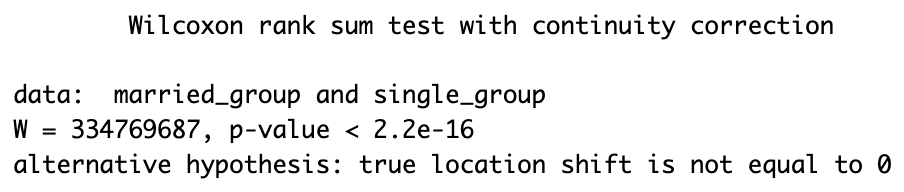 Wilcoxon rank sum test with continuity correction
data:  married_group and single_group
W = 334769687, p-value < 2.2e-16
alternative hypothesis: true location shift is not equal to 0